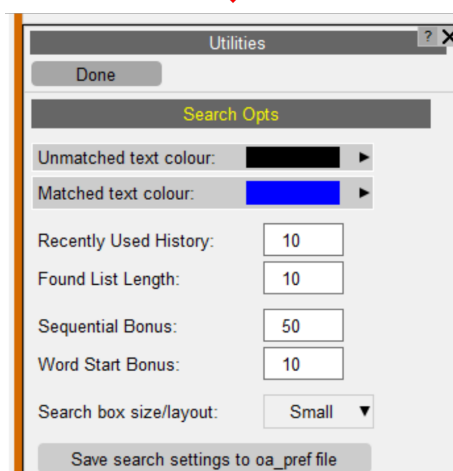 Utilities
?
Done
Search Opts
Unmatched text colour:
Matched text colour:
Recently Used History: 10
Found List Length: 10
Sequential Bonus: 50
Word Start Bonus: 10
Search box size/layout: Small
Save search settings to oa_pref file